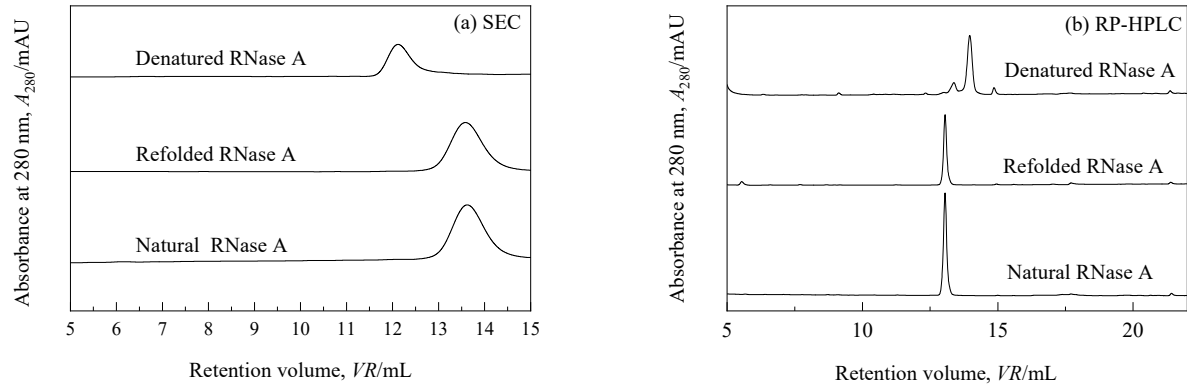 (a) SEC
Denatured RNase A
Refolded RNase A
Natural RNase A
Absorbance at 280 nm, A280/mAU
5 6 7 8 9 10 11 12 13 14 15
Retention volume, VR/mL
(b) RP-HPLC
Denatured RNase A
Refolded RNase A
Natural RNase A
Absorbance at 280 nm, A280/mAU
5 10 15 20
Retention volume, VR/mL